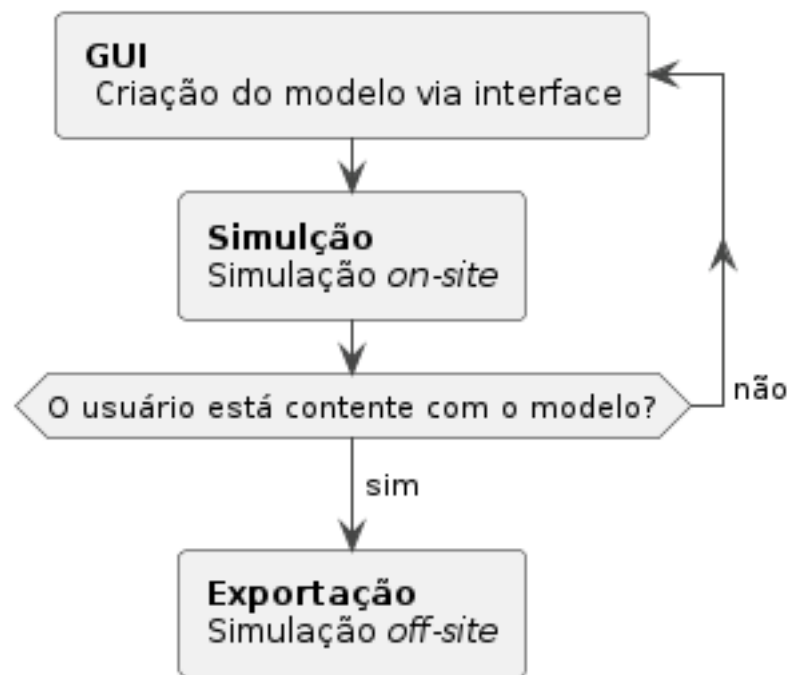 GUI
Criação do modelo via interface
Simulção
Simulação on-site
O usuário está contente com o modelo?
não
sim
Exportação
Simulação off-site